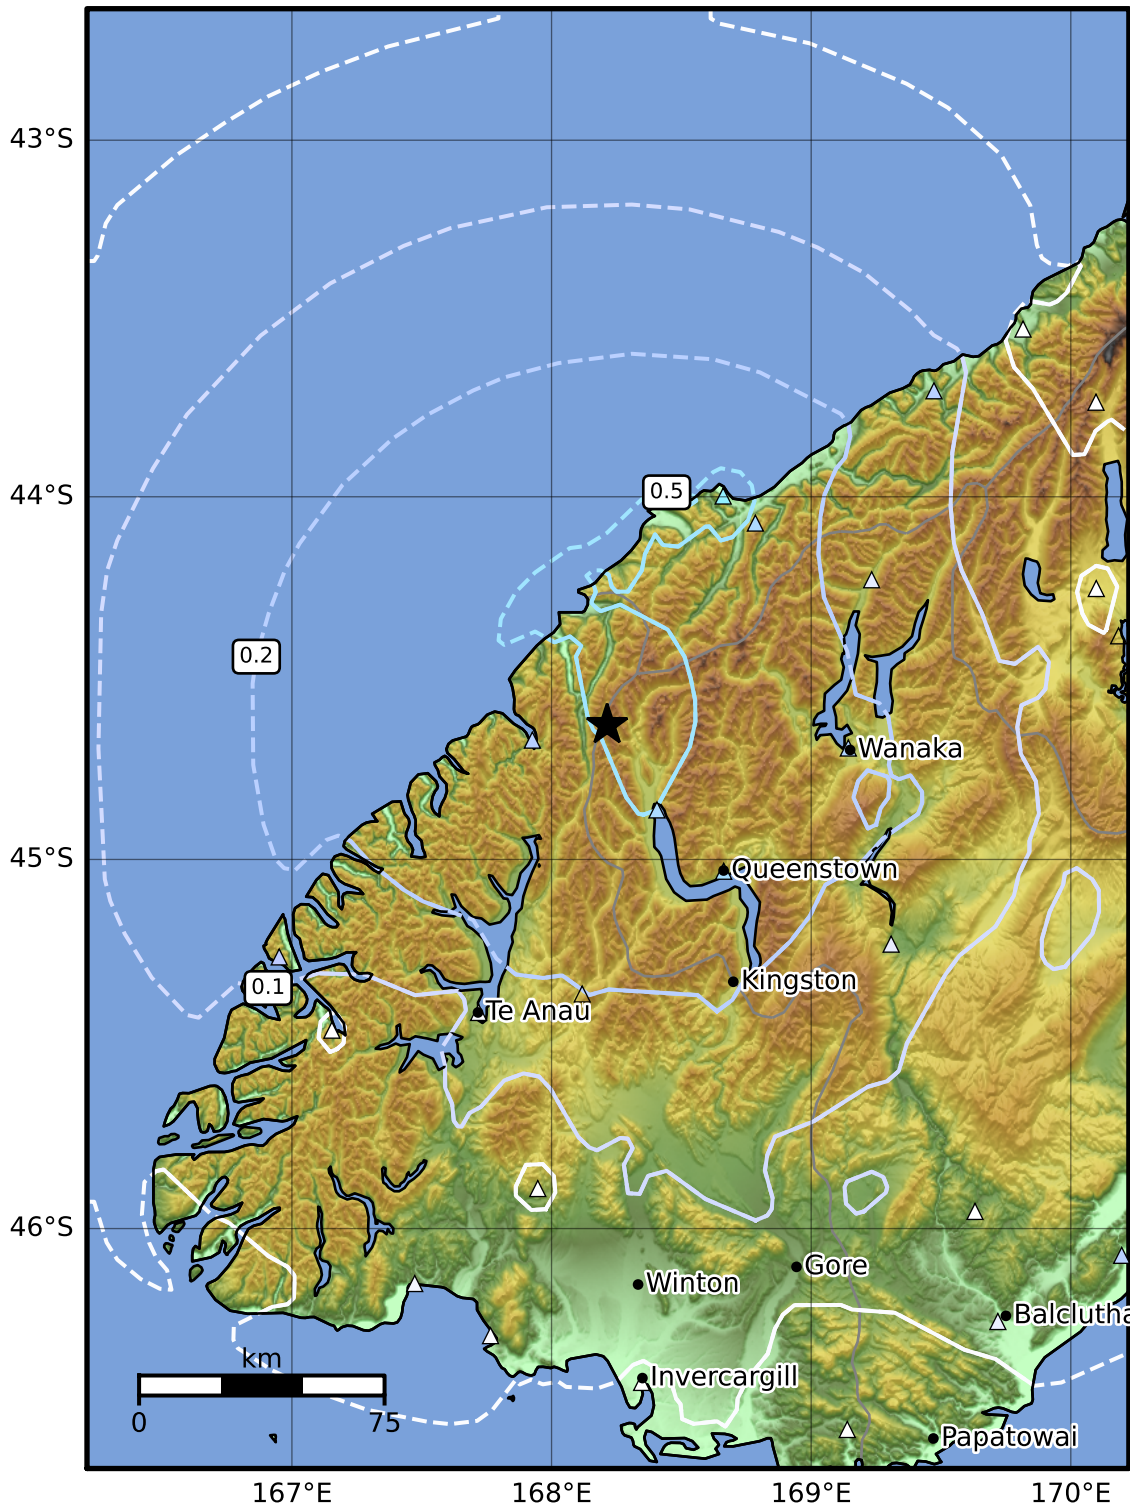 43°S
0.5
44°S
0.2
Wanaka
45°S
Queenstown
Kingston
0.1
Te Anau
46°S
Gore
Winton
Balclutha
km
Invercargill
0
75
Papatowai
167°E
168°E
169°E
170°E